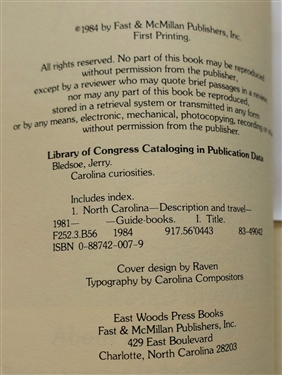 ©1984 by Fast & McMillan Publishers, Inc.
First Printing.
All rights reserved. No part of this book may be reproduced
without permission from the publisher,
except by a reviewer who may quote brief passages in a review
nor may any part of this book be reproduced,
stored in a retrieval system or transmitted in any form
or by any means, electronic, mechanical, photocopying, recording or
without permission from the publisher.
Library of Congress Cataloging in Publication Data
Bledsoe, Jerry.
Carolina curiosities.
Includes index.
1. North Carolina—Description and travel—
1981— —Guide-books. I. Title.
F252.3.B56 1984 917.56'0443 83-49042
ISBN 0-88742-007-9
Cover design by Raven
Typography by Carolina Compositors
East Woods Press Books
Fast & McMillan Publishers, Inc.
429 East Boulevard
Charlotte, North Carolina 28203